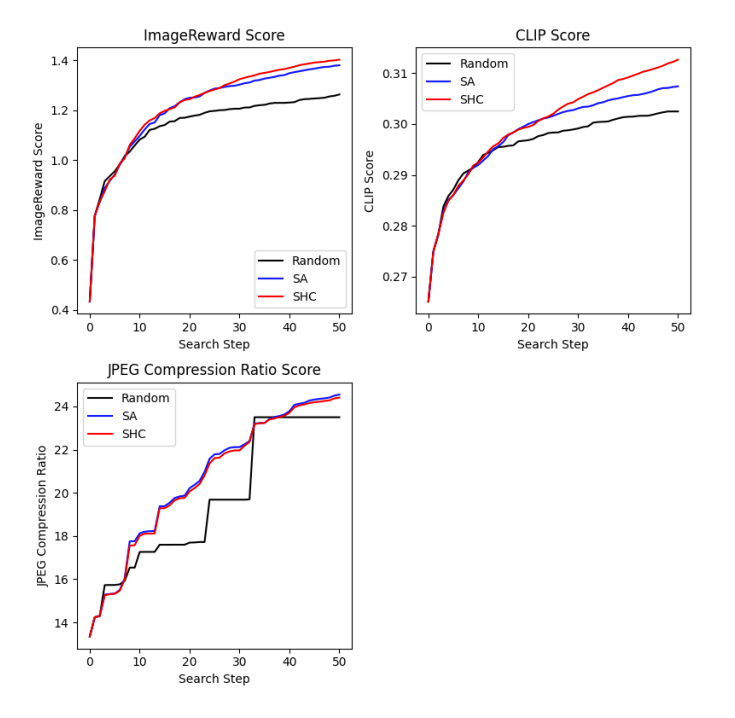 ImageReward Score
ImageReward Score
1.4
1.2
1.0
0.8
0.6
0.4
Random
SA
SHC
0 10 20 30 40 50
Search Step
CLIP Score
CLIP Score
0.31
0.30
0.29
0.28
0.27
Random
SA
SHC
0 10 20 30 40 50
Search Step
JPEG Compression Ratio Score
JPEG Compression Ratio
24
22
20
18
16
14
Random
SA
SHC
0 10 20 30 40 50
Search Step